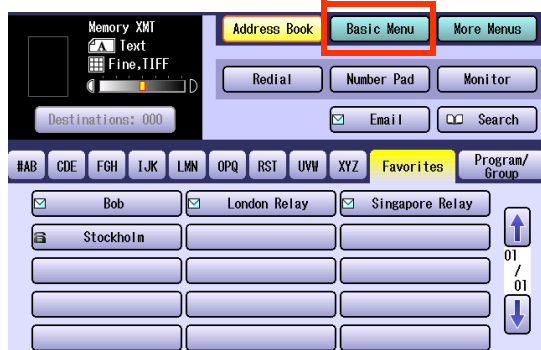 Memory XMT
A Text
Fine,TIFF
D
Destinations: 000
Address Book
Basic Menu
More Menus
Redial
Number Pad
Monitor
Email
Search
#AB
CDE
FGH
IJK
LMN
OPQ
RST
UVW
XYZ
Favorites
Program/
Group
Bob
London Relay
Singapore Relay
Stockholm
01
/
01